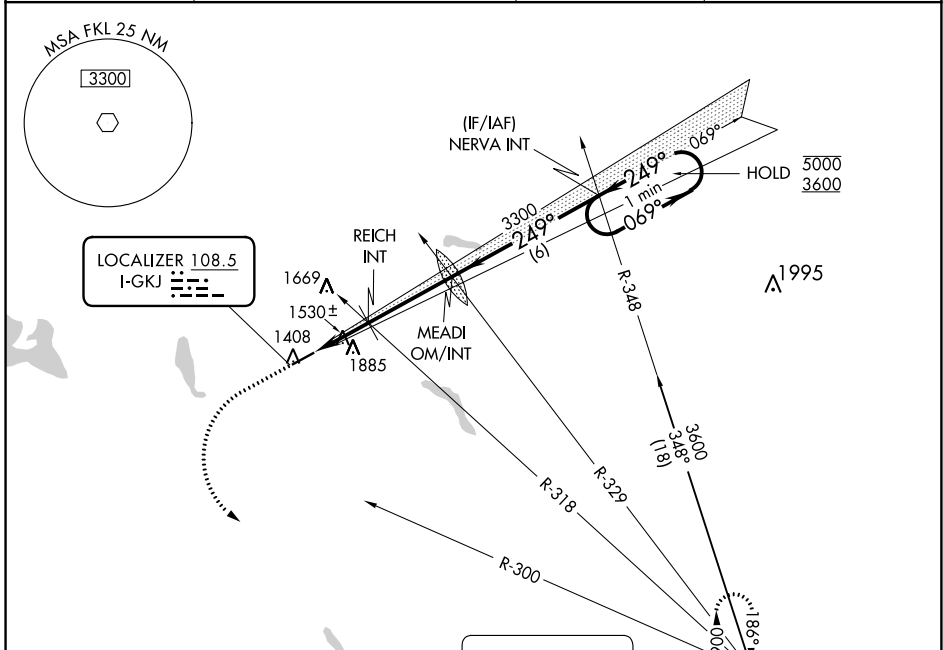 MSA FKL 25 NM
3300
(IF/IAF)
NERVA INT
069°
249°
1 min
069°
HOLD
5000
3600
3300
249°
(6)
REICH
INT
LOCALIZER 108.5
I-GKJ
1669
1530 ±
1408
1885
MEADI
OM/INT
1995
R-348
3600
348°
(18)
R-329
R-318
R-300
186°